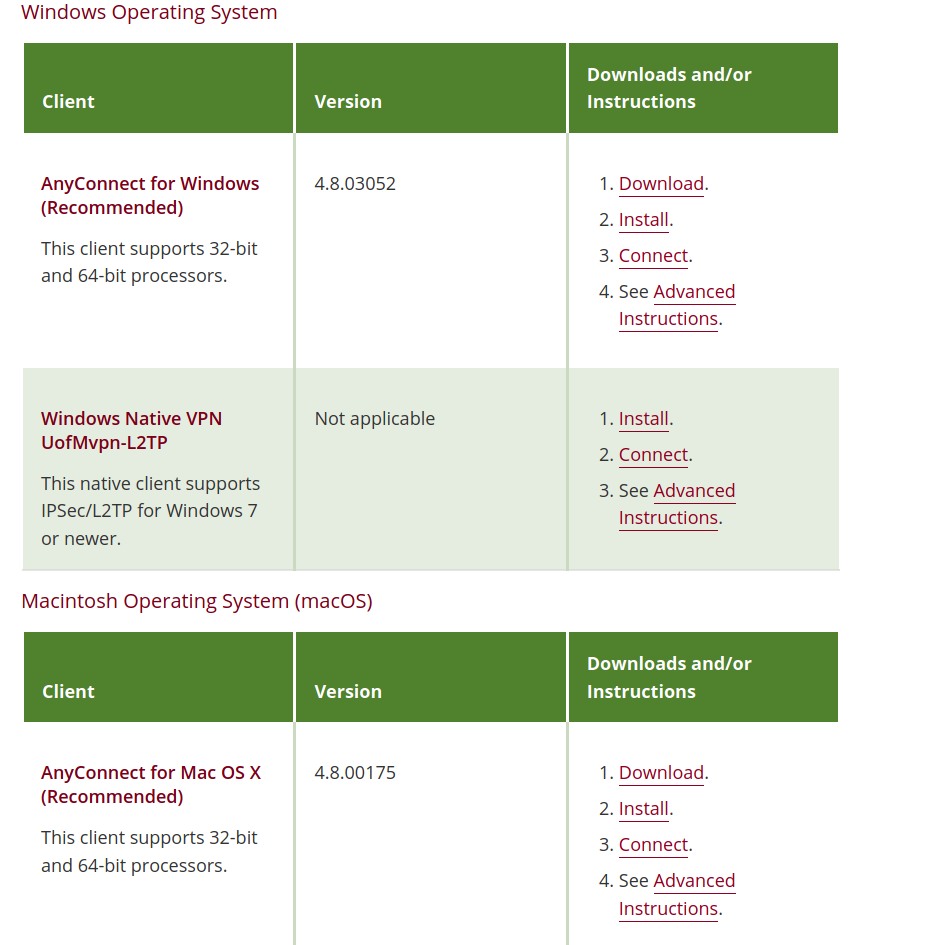 Windows Operating System
Client
Version
Downloads and/or
Instructions
AnyConnect for Windows
(Recommended)
This client supports 32-bit
and 64-bit processors.
4.8.03052
1. Download.
2. Install.
3. Connect.
4. See Advanced
Instructions.
Windows Native VPN
UofMvpn-L2TP
This native client supports
IPSec/L2TP for Windows 7
or newer.
Not applicable
1. Install.
2. Connect.
3. See Advanced
Instructions.
Macintosh Operating System (macOS)
Client
Version
Downloads and/or
Instructions
AnyConnect for Mac OS X
(Recommended)
This client supports 32-bit
and 64-bit processors.
4.8.00175
1. Download.
2. Install.
3. Connect.
4. See Advanced
Instructions.